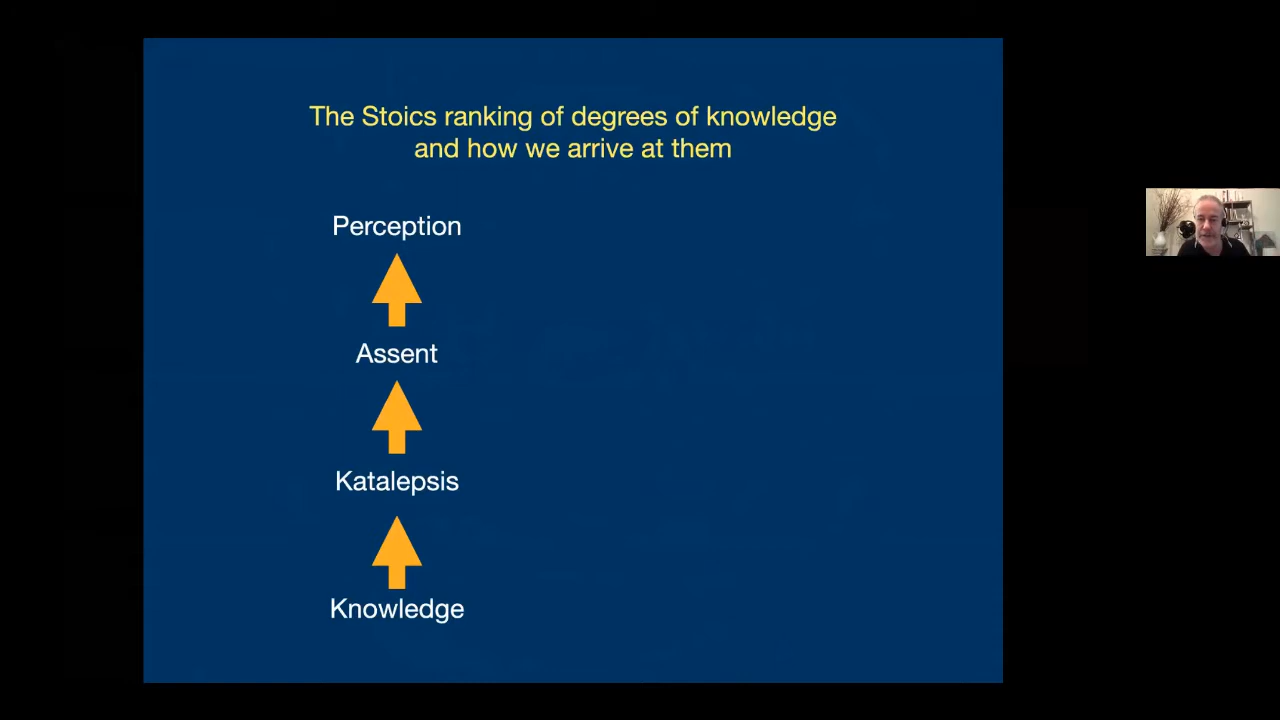 The Stoics ranking of degrees of knowledge
and how we arrive at them
Perception
Assent
Katalepsis
Knowledge